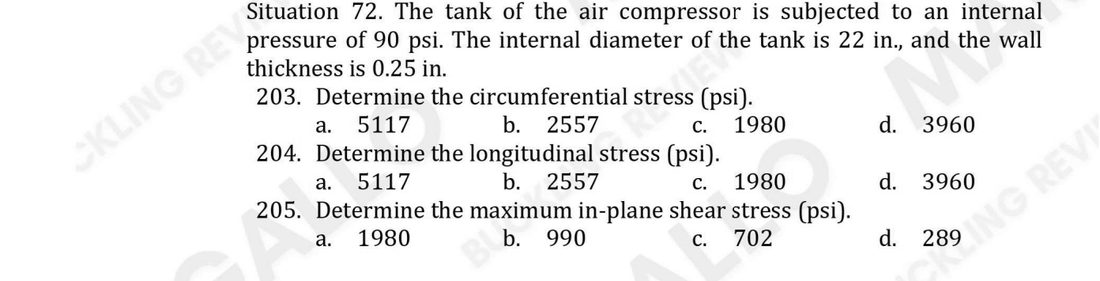 Situation 72. The tank of the air compressor is subjected to an internal
pressure of 90 psi. The internal diameter of the tank is 22 in., and the wall
thickness is 0.25 in.
203. Determine the circumferential stress (psi).
a. 5117 b. 2557 c. 1980 d. 3960
204. Determine the longitudinal stress (psi).
a. 5117 b. 2557 c. 1980 d. 3960
205. Determine the maximum in-plane shear stress (psi).
a. 1980 b. 990 c. 702 d. 289